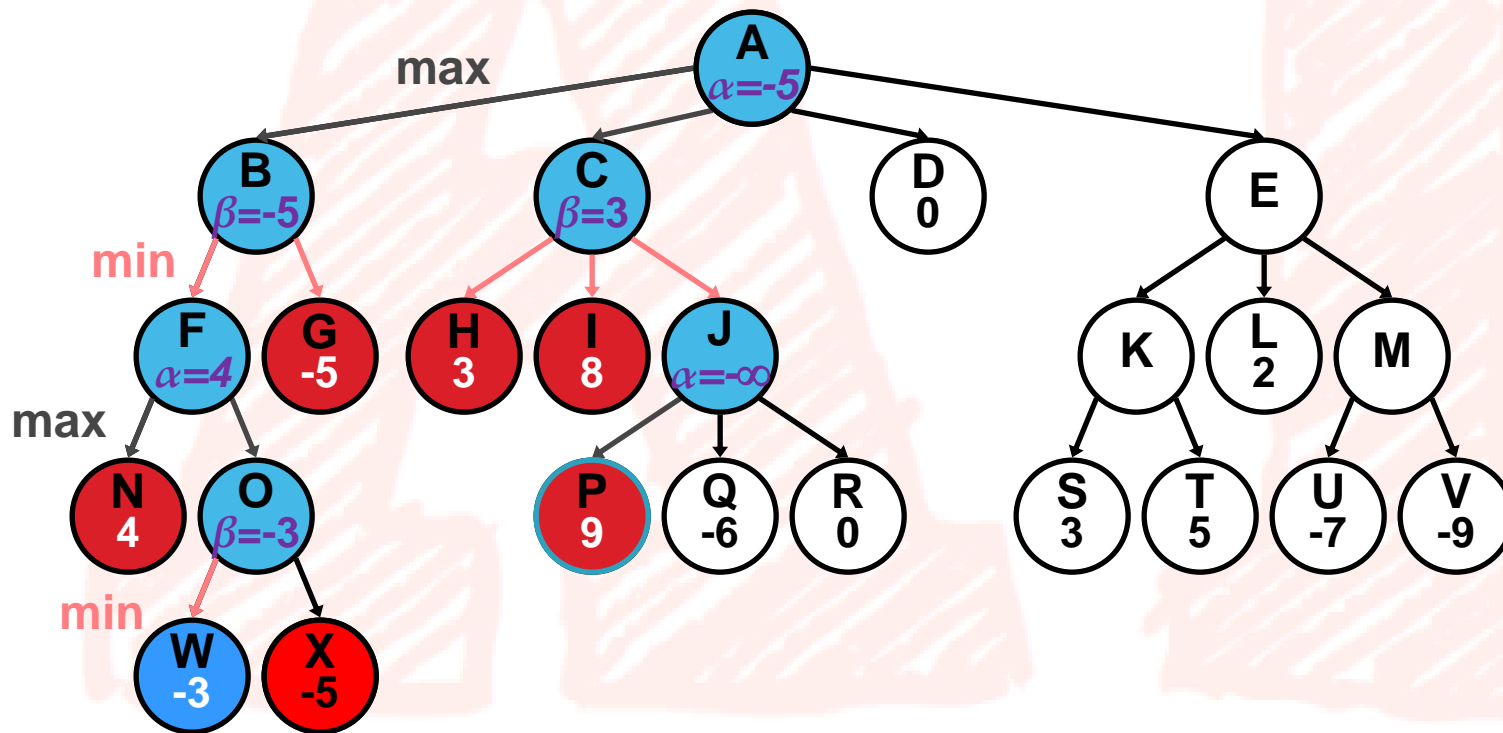 A
α=-5
max
B
β=-5
C
β=3
D
0
E
min
F
α=4
G
-5
H
3
I
8
J
α=-∞
K
L
2
M
max
N
4
O
β=-3
P
9
Q
-6
R
0
S
3
T
5
U
-7
V
-9
min
W
-3
X
-5